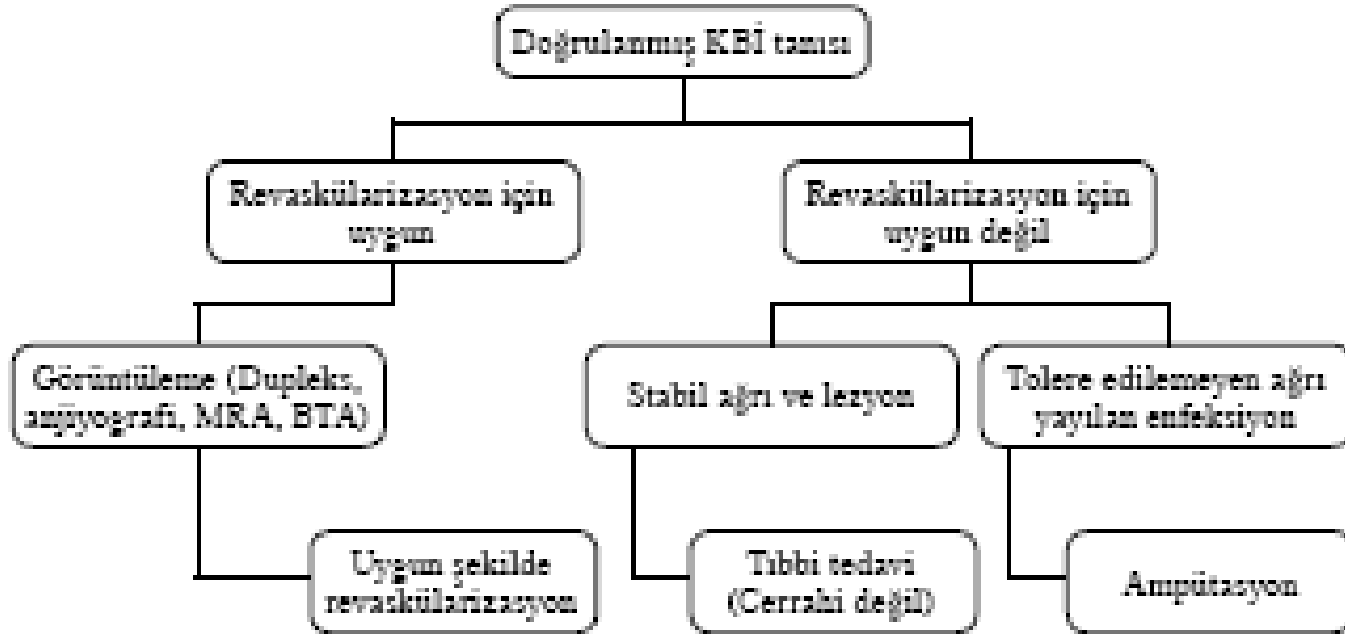 Doğrulanmış KBİ tanısı
Revaskülarizasyon için
uygun
Revaskülarizasyon için
uygun değil
Görüntüleme (Dupleks,
anjiyografi, MRA, BTA)
Stabil ağrı ve lezyon
Tolere edilemeyen ağrı
yayılan enfeksiyon
Uygun şekilde
revaskülarizasyon
Tıbbi tedavi
(Cerrahi değil)
Ampütasyon